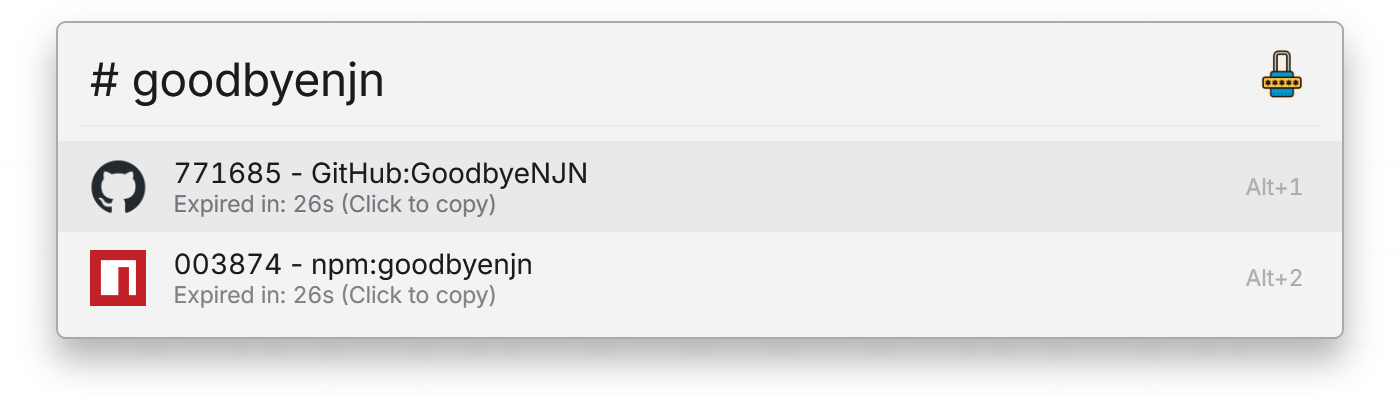 # goodbyenjn
*****
771685 - GitHub:GoodbyeNJN
Expired in: 26s (Click to copy)
Alt+1
003874 - npm:goodbyenjn
Expired in: 26s (Click to copy)
Alt+2